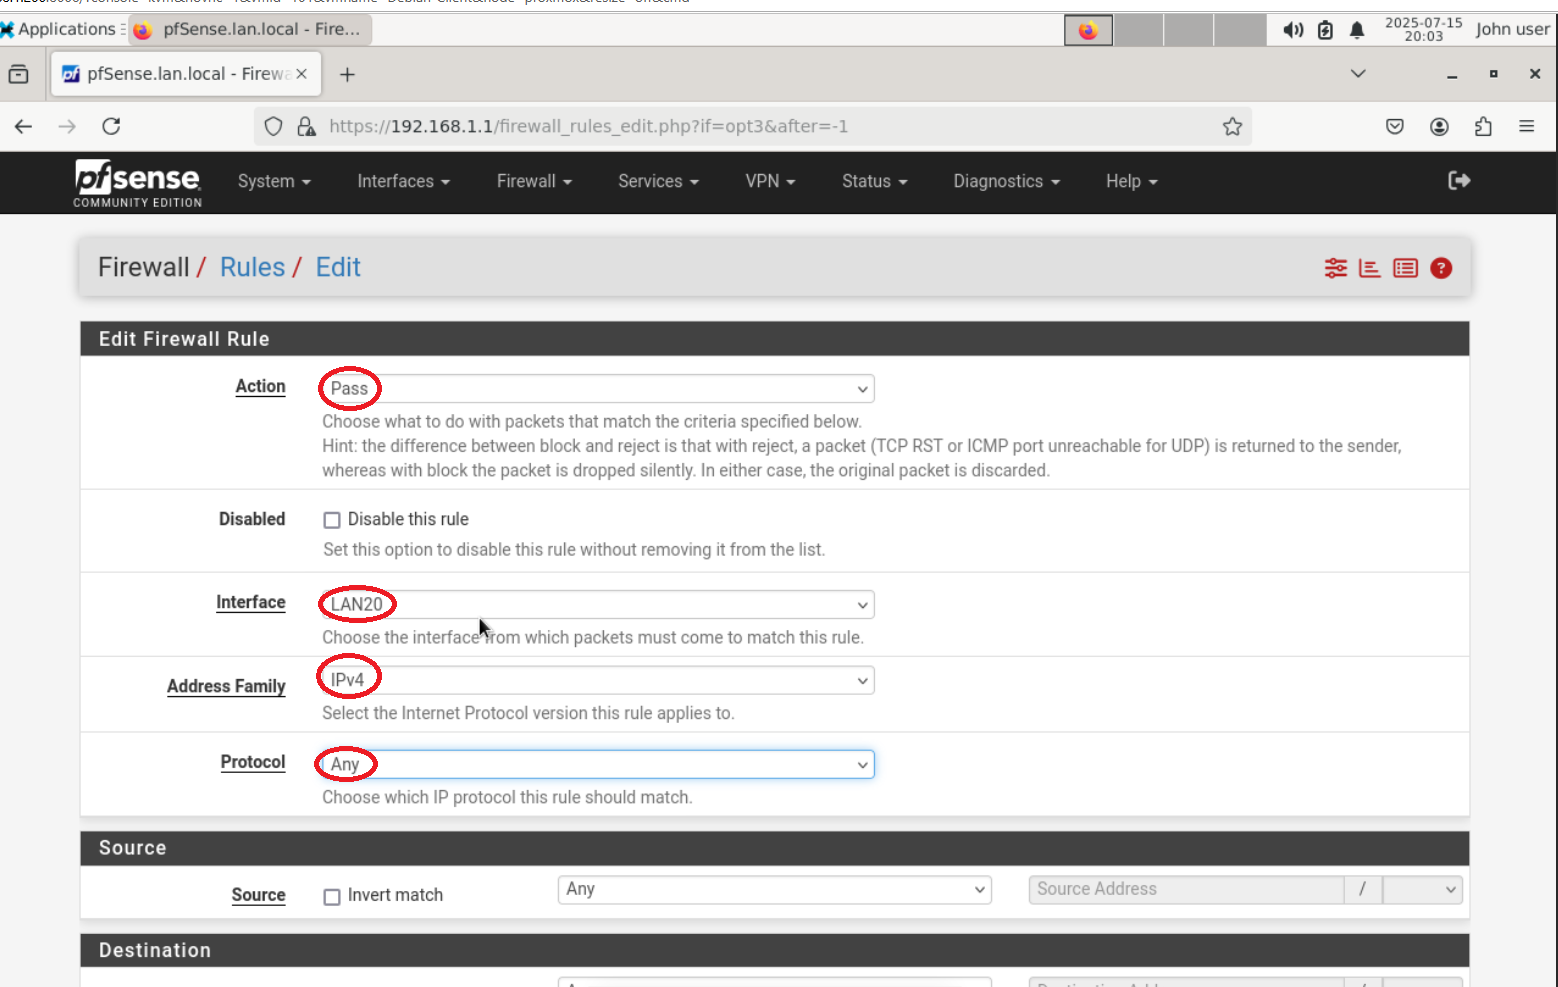 Applications
pfSense.lan.local - Fire...
2025-07-15
20:03
John user
pfSense.lan.local - Firewa
https://192.168.1.1/firewall_rules_edit.php?if=opt3&after=-1
pfsense
COMMUNITY EDITION
System
Interfaces
Firewall
Services
VPN
Status
Diagnostics
Help
Firewall / Rules / Edit
?
Edit Firewall Rule
Action
Pass
Choose what to do with packets that match the criteria specified below.
Hint: the difference between block and reject is that with reject, a packet (TCP RST or ICMP port unreachable for UDP) is returned to the sender,
whereas with block the packet is dropped silently. In either case, the original packet is discarded.
Disabled
Disable this rule
Set this option to disable this rule without removing it from the list.
Interface
LAN20
Choose the interface from which packets must come to match this rule.
Address Family
IPv4
Select the Internet Protocol version this rule applies to.
Protocol
Any
Choose which IP protocol this rule should match.
Source
Source
Invert match
Any
Source Address
/
Destination